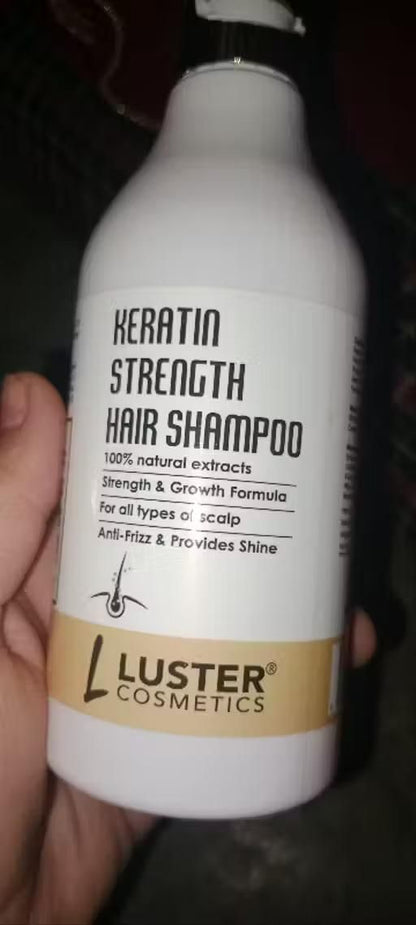 KERATIN
STRENGTH
HAIR SHAMPOO
100% natural extracts
Strength & Growth Formula
For all types of scalp
Anti-Frizz & Provides Shine
L LUSTER®
COSMETICS